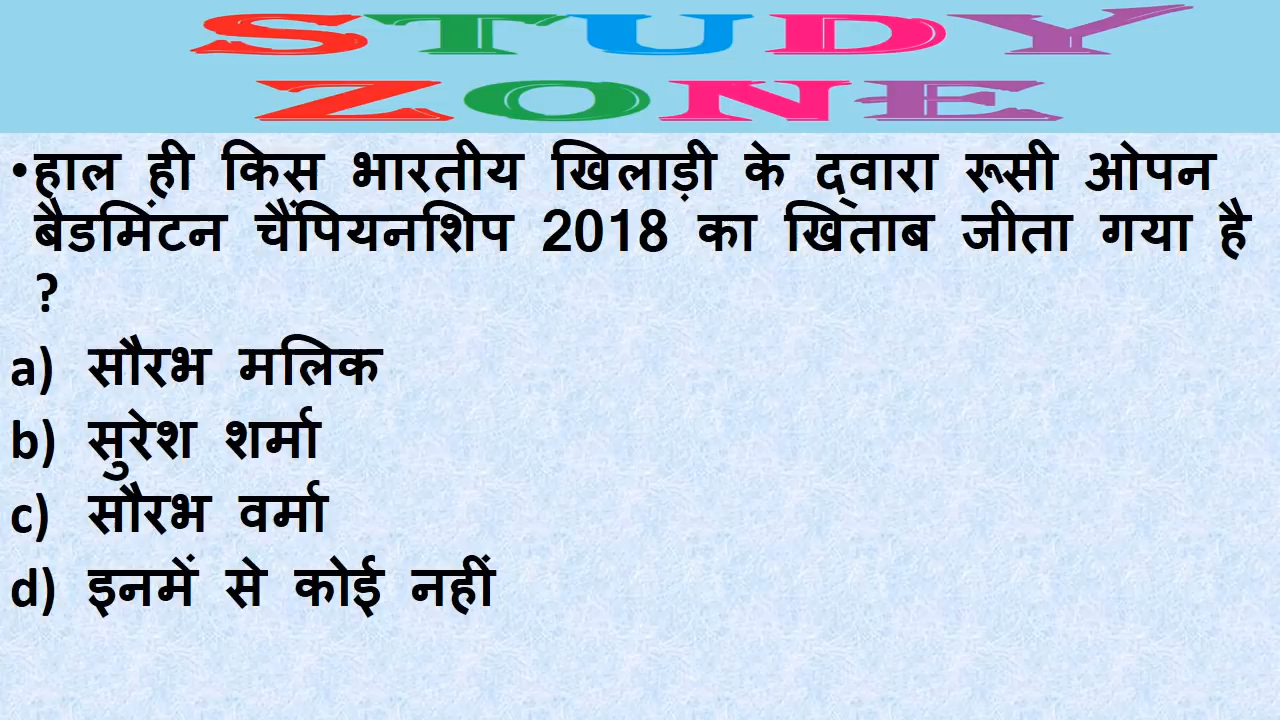 STUDY
ZONE
•हाल ही किस भारतीय खिलाड़ी के द्वारा रूसी ओपन
बैडमिंटन चैंपियनशिप 2018 का खिताब जीता गया है
?
a) सौरभ मलिक
b) सुरेश शर्मा
c) सौरभ वर्मा
d) इनमें से कोई नहीं